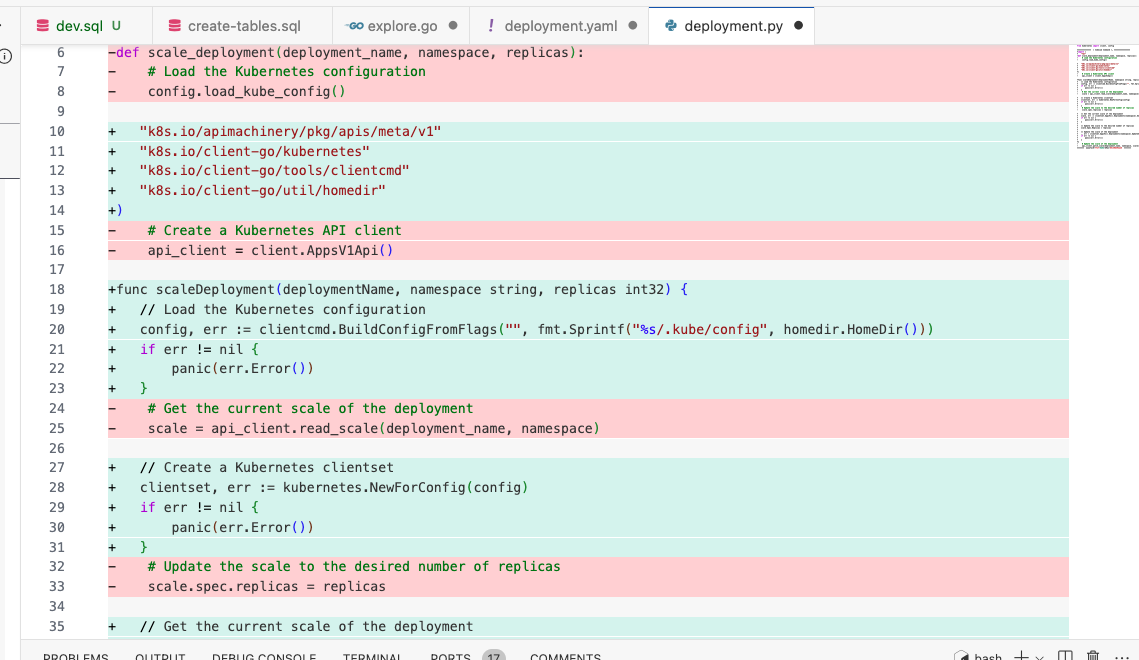 dev.sql U create-tables.sql GO explore.go ! deployment.yaml deployment.py
6 -def scale_deployment(deployment_name, namespace, replicas):
7 -    # Load the Kubernetes configuration
8 -    config.load_kube_config()
9
10 +   "k8s.io/apimachinery/pkg/apis/meta/v1"
11 +   "k8s.io/client-go/kubernetes"
12 +   "k8s.io/client-go/tools/clientcmd"
13 +   "k8s.io/client-go/util/homedir"
14 +)
15 -    # Create a Kubernetes API client
16 -    api_client = client.AppsV1Api()
17
18 +func scaleDeployment(deploymentName, namespace string, replicas int32) {
19 +   // Load the Kubernetes configuration
20 +   config, err := clientcmd.BuildConfigFromFlags("", fmt.Sprintf("%s/.kube/config", homedir.HomeDir()))
21 +   if err != nil {
22 +       panic(err.Error())
23 +   }
24 -    # Get the current scale of the deployment
25 -    scale = api_client.read_scale(deployment_name, namespace)
26
27 +   // Create a Kubernetes clientset
28 +   clientset, err := kubernetes.NewForConfig(config)
29 +   if err != nil {
30 +       panic(err.Error())
31 +   }
32 -    # Update the scale to the desired number of replicas
33 -    scale.spec.replicas = replicas
34
35 +   // Get the current scale of the deployment
PROBLEMS OUTPUT DEBUG CONSOLE TERMINAL PORTS 17 COMMENTS bash